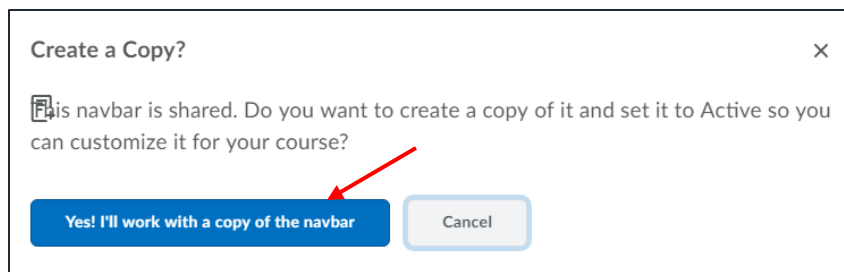 Create a Copy?
This navbar is shared. Do you want to create a copy of it and set it to Active so you
can customize it for your course?
Yes! I'll work with a copy of the navbar
Cancel